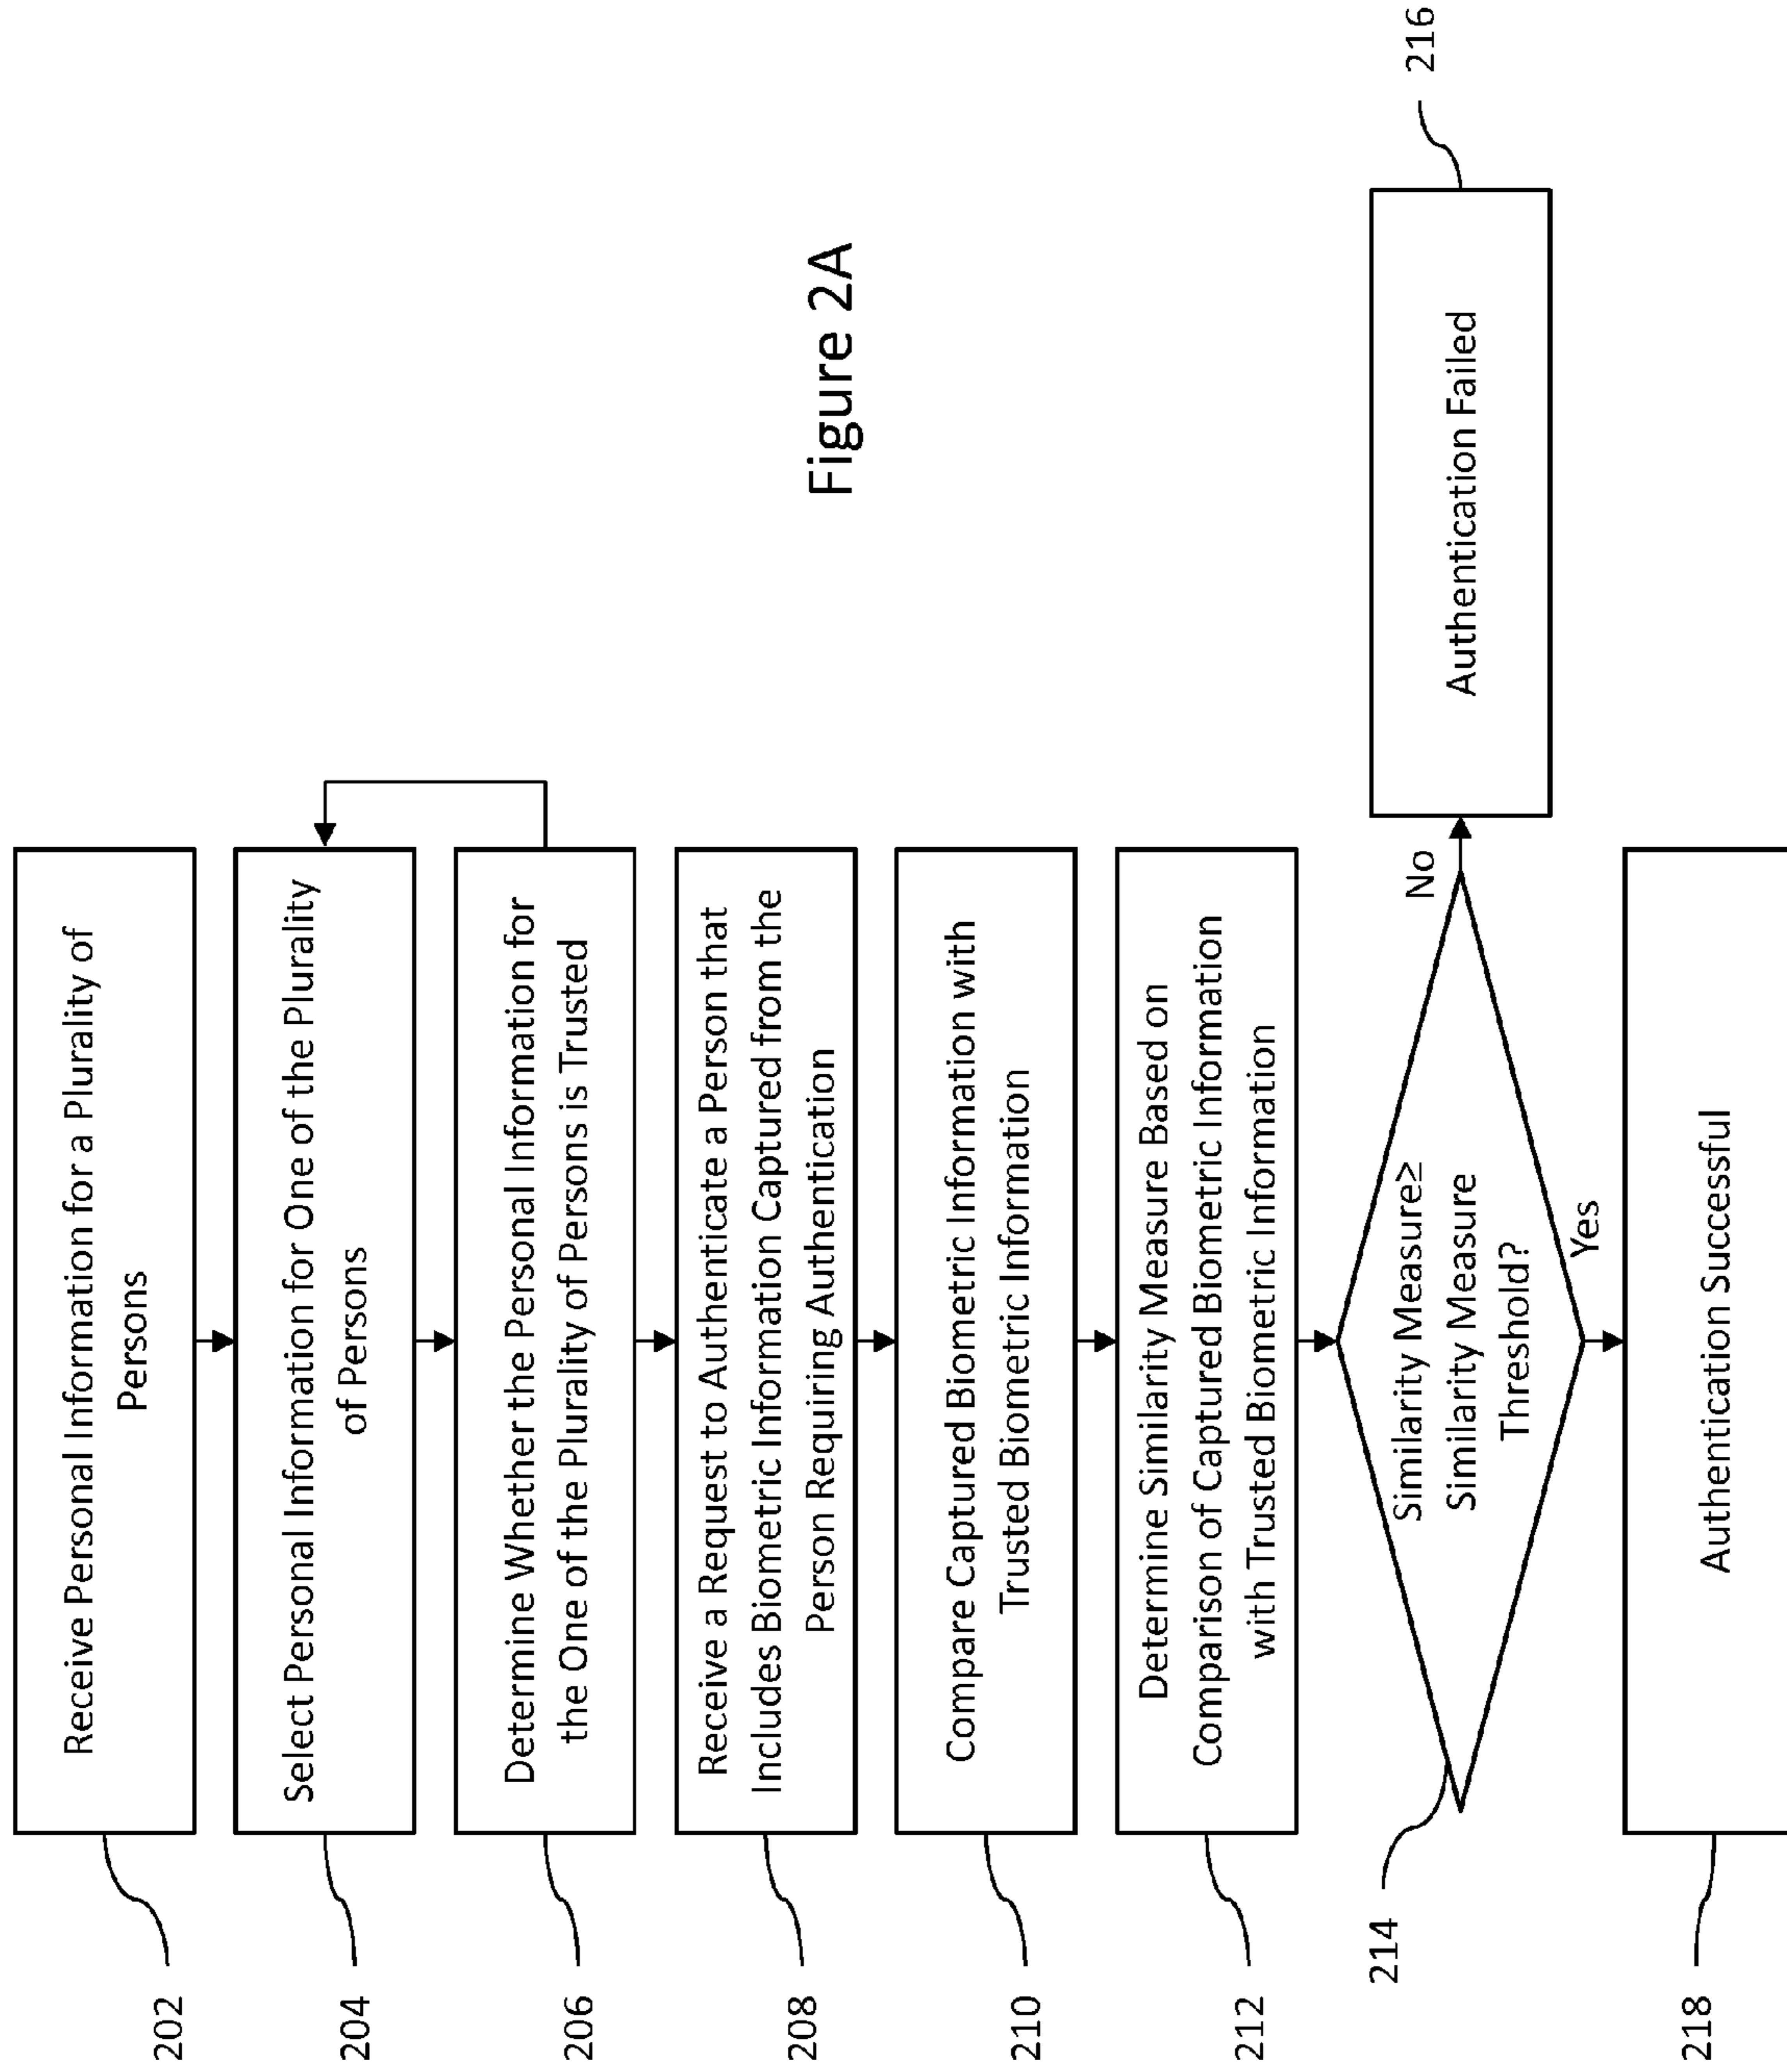 202
Receive Personal Information for a Plurality of
Persons
204
Select Personal Information for One of the Plurality
of Persons
206
Determine Whether the Personal Information for
the One of the Plurality of Persons is Trusted
208
Receive a Request to Authenticate a Person that
Includes Biometric Information Captured from the
Person Requiring Authentication
210
Compare Captured Biometric Information with
Trusted Biometric Information
212
Determine Similarity Measure Based on
Comparison of Captured Biometric Information
with Trusted Biometric Information
214
Similarity Measure≥
Similarity Measure
Threshold?
No
Authentication Failed
216
Yes
218
Authentication Successful
Figure 2A